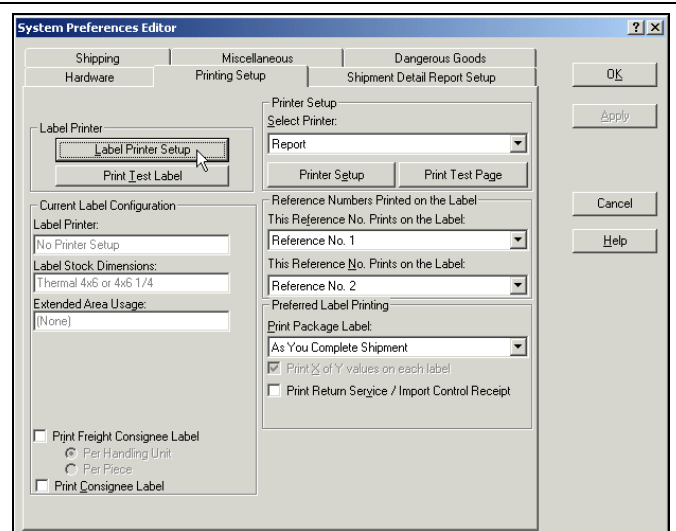 System Preferences Editor
Shipping
Miscellaneous
Dangerous Goods
Hardware
Printing Setup
Shipment Detail Report Setup
OK
Apply
Cancel
Help
Label Printer
Label Printer Setup
Print Test Label
Current Label Configuration
Label Printer:
No Printer Setup
Label Stock Dimensions:
Thermal 4x6 or 4x6 1/4
Extended Area Usage:
(None)
Print Freight Consignee Label
Per Handling Unit
Per Piece
Print Consignee Label
Printer Setup
Select Printer:
Report
Printer Setup
Print Test Page
Reference Numbers Printed on the Label
This Reference No. Prints on the Label:
Reference No. 1
This Reference No. Prints on the Label:
Reference No. 2
Preferred Label Printing
Print Package Label:
As You Complete Shipment
Print X of Y values on each label
Print Return Service / Import Control Receipt